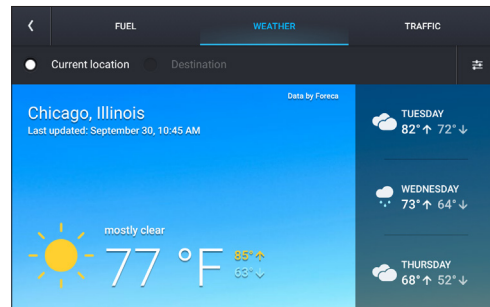 FUEL
WEATHER
TRAFFIC
Current location
Destination
Data by Foreca
Chicago, Illinois
Last updated: September 30, 10:45 AM
mostly clear
77 °F
85°↑
63°↓
TUESDAY
82°↑ 72°↓
WEDNESDAY
73°↑ 64°↓
THURSDAY
68°↑ 52°↓